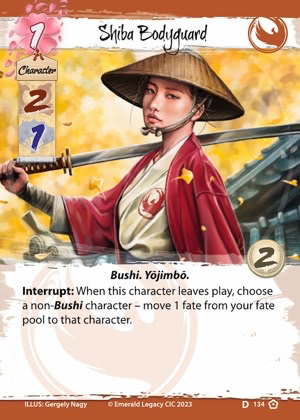 1
Shiba Bodyguard
Character
2
1
2
Bushi. Yōjimbō.
Interrupt: When this character leaves play, choose
a non-Bushi character – move 1 fate from your fate
pool to that character.
ILLUS: Gergely Nagy © Emerald Legacy CIC 2023 D 134